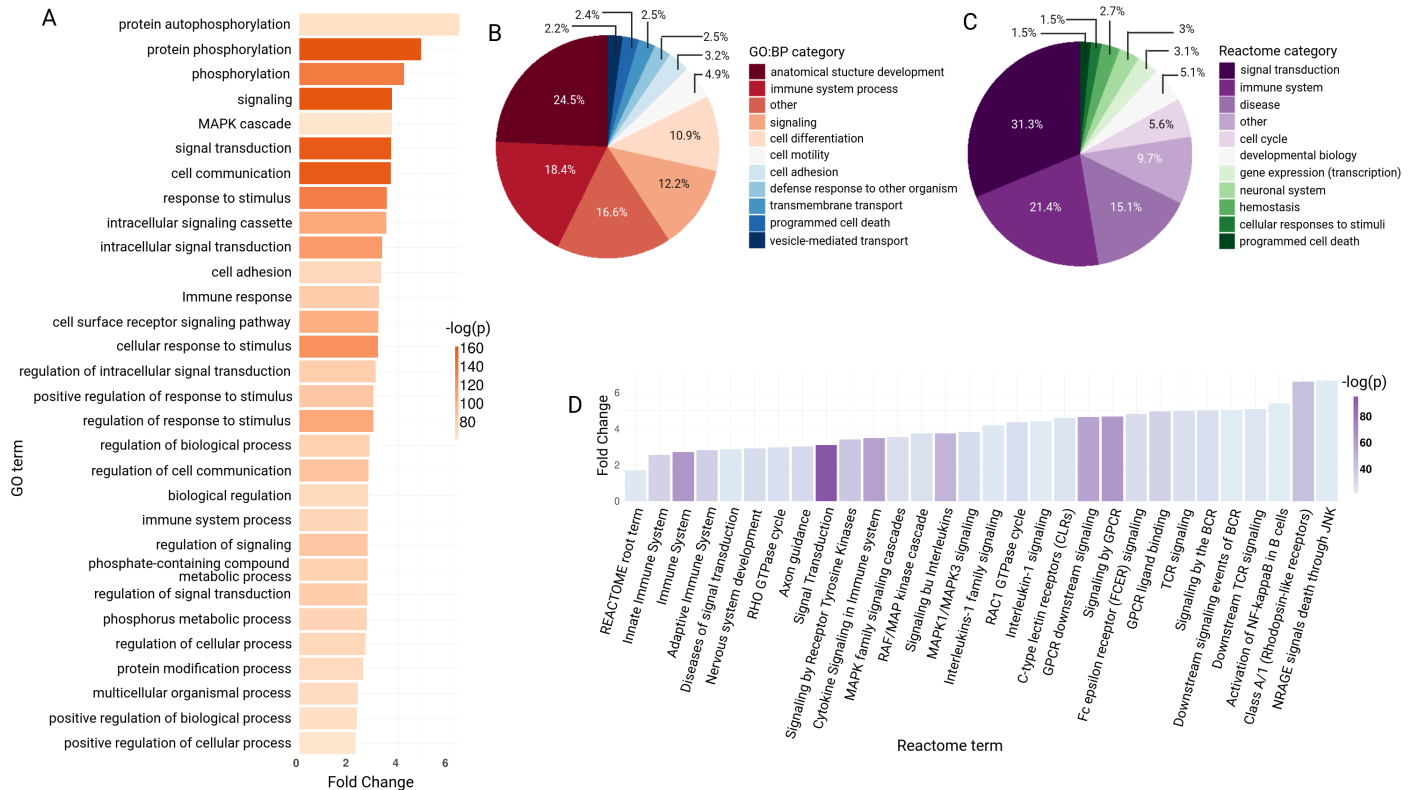 A
protein autophosphorylation
protein phosphorylation
phosphorylation
signaling
MAPK cascade
signal transduction
cell communication
response to stimulus
intracellular signaling cassette
intracellular signal transduction
cell adhesion
Immune response
cell surface receptor signaling pathway
cellular response to stimulus
regulation of intracellular signal transduction
positive regulation of response to stimulus
regulation of response to stimulus
regulation of biological process
regulation of cell communication
biological regulation
immune system process
regulation of signaling
phosphate-containing compound
metabolic process
regulation of signal transduction
phosphorus metabolic process
regulation of cellular process
protein modification process
multicellular organismal process
positive regulation of biological process
positive regulation of cellular process
GO term
0
2
4
6
Fold Change
-log(p)
160
140
120
100
80
B
2.2%
2.4%
2.5%
2.5%
3.2%
4.9%
10.9%
12.2%
16.6%
18.4%
24.5%
GO:BP category
anatomical stucture development
immune system process
other
signaling
cell differentiation
cell motility
cell adhesion
defense response to other organism
transmembrane transport
programmed cell death
vesicle-mediated transport
C
1.5%
1.5%
2.7%
3%
3.1%
5.1%
5.6%
9.7%
15.1%
21.4%
31.3%
Reactome category
signal transduction
immune system
disease
other
cell cycle
developmental biology
gene expression (transcription)
neuronal system
hemostasis
cellular responses to stimuli
programmed cell death
D
Fold Change
6
4
2
0
REACTOME root term
Innate Immune System
Immune System
Adaptive Immune System
Diseases of signal transduction
Nervous system development
RHO GTPase cycle
Axon guidance
Signal Transduction
Signaling by Receptor Tyrosine Kinases
Cytokine Signaling in Immune system
MAPK family signaling cascades
RAF/MAP kinase cascade
Signaling bu Interleukins
MAPK1/MAPK3 signaling
Interleukins-1 family signaling
RAC1 GTPase cycle
Interleukin-1 signaling
C-type lectin receptors (CLRs)
GPCR downstream signaling
Signaling by GPCR
Fc epsilon receptor (FCER) signaling
GPCR ligand binding
TCR signaling
Signaling by the BCR
Downstream signaling events of BCR
Downstream TCR signaling
Activation of NF-kappaB in B cells
Class A/1 (Rhodopsin-like receptors)
NRAGE signals death through JNK
Reactome term
-log(p)
80
60
40